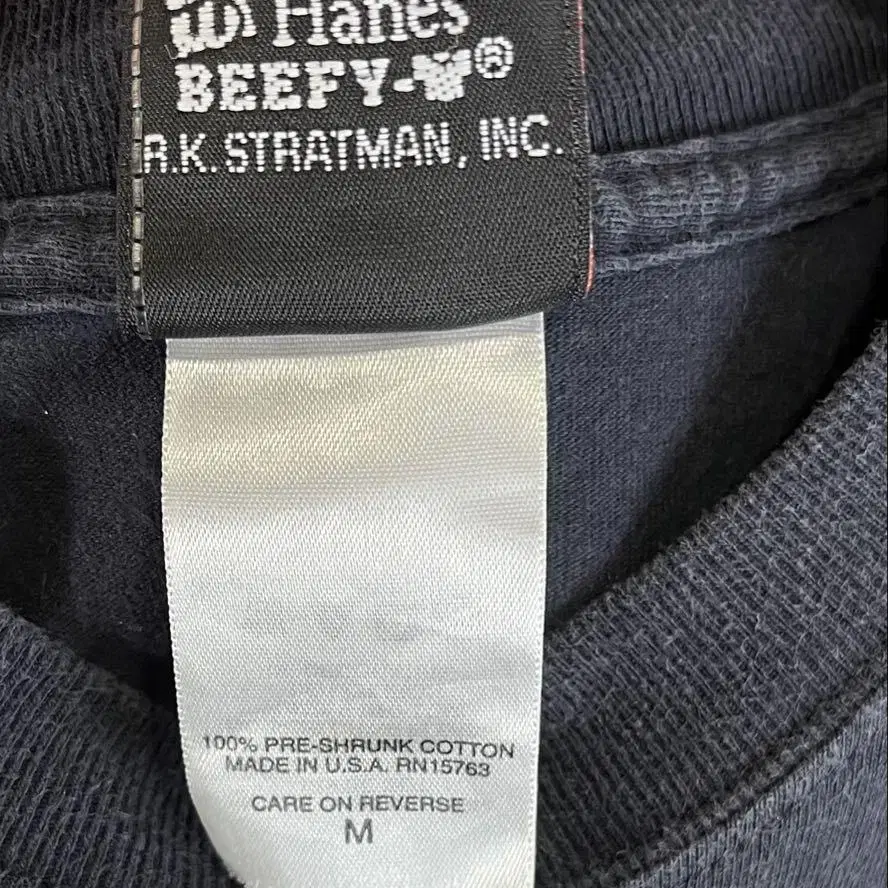 Hanes
BEEFY-T®
R.K. STRATMAN, INC.
100% PRE-SHRUNK COTTON
MADE IN U.S.A. RN15763
CARE ON REVERSE
M